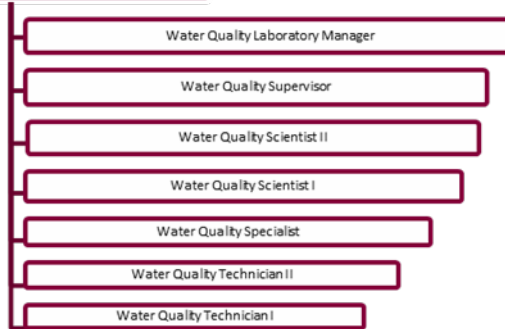 Water Quality Laboratory Manager
Water Quality Supervisor
Water Quality Scientist II
Water Quality Scientist I
Water Quality Specialist
Water Quality Technician II
Water Quality Technician I